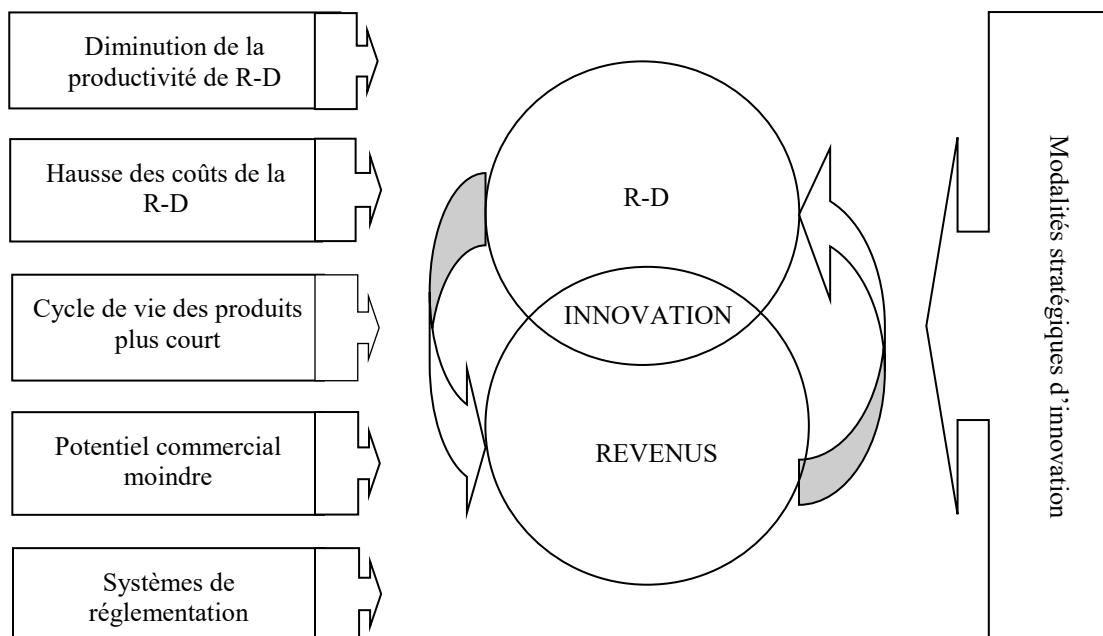 Diminution de la
productivité de R-D
Hausse des coûts de la
R-D
Cycle de vie des produits
plus court
Potentiel commercial
moindre
Systèmes de
réglementation
R-D
INNOVATION
REVENUS
Modalités stratégiques d’innovation